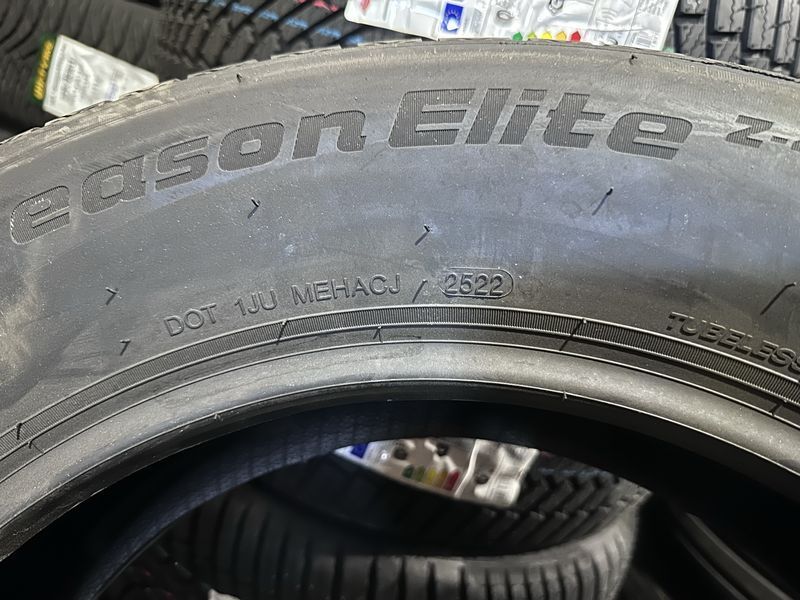 eason Elite Z-
DOT 1JU MEHACJ 2522
TUBELESS